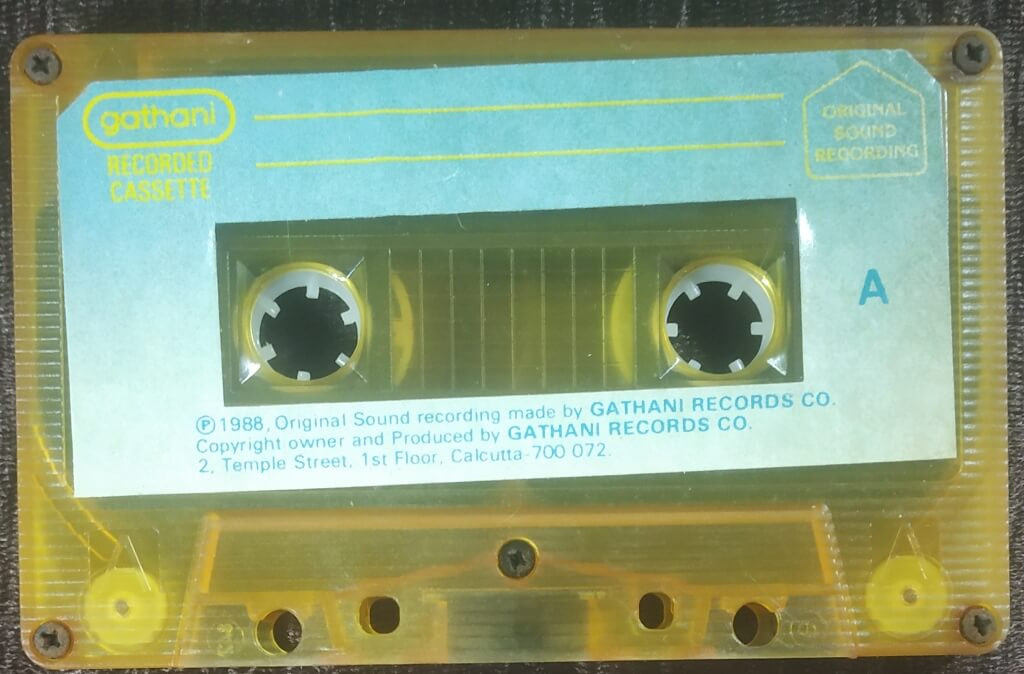 gathani
RECORDED
CASSETTE
ORIGINAL
SOUND
RECORDING
A
Ⓟ 1988, Original Sound recording made by GATHANI RECORDS CO.
Copyright owner and Produced by GATHANI RECORDS CO.
2, Temple Street, 1st Floor, Calcutta-700 072.